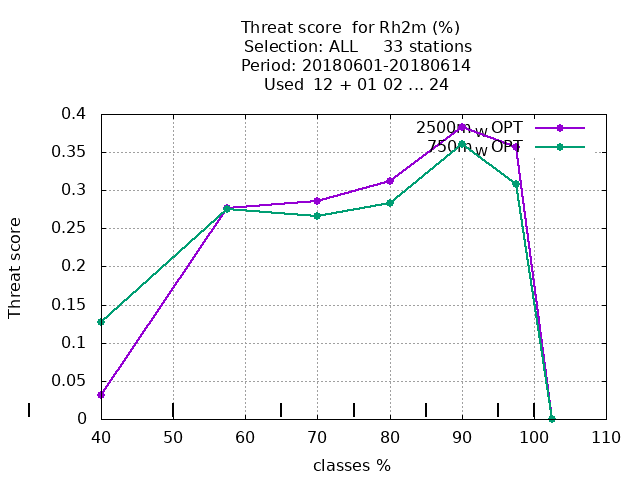 Threat score for Rh2m (%)
Selection: ALL 33 stations
Period: 20180601-20180614
Used 12 + 01 02 ... 24
0.4
0.35
0.3
0.25
0.2
0.15
0.1
0.05
0
Threat score
2500m_W OPT
750m_W OPT
40 50 60 70 80 90 100 110
classes %